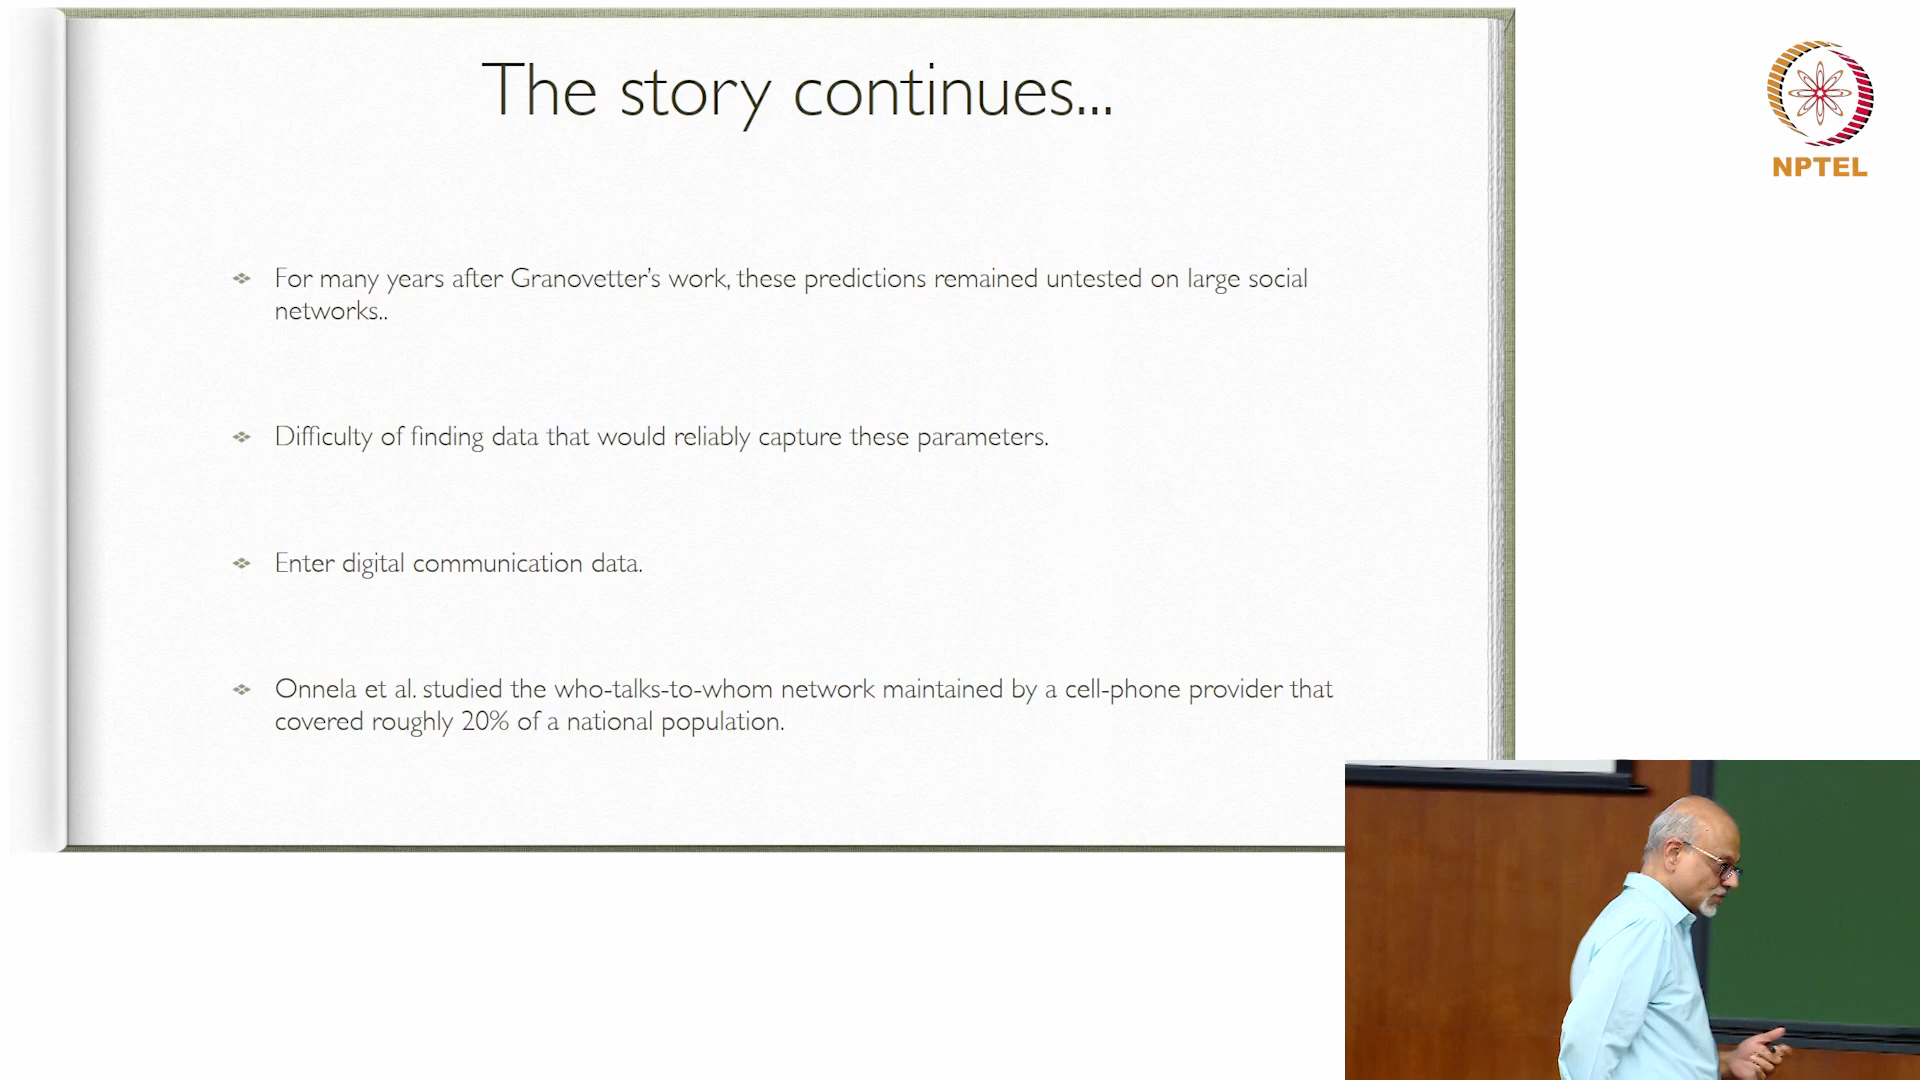 The story continues...
NPTEL
For many years after Granovetter's work, these predictions remained untested on large social
networks..
Difficulty of finding data that would reliably capture these parameters.
Enter digital communication data.
Onnela et al. studied the who-talks-to-whom network maintained by a cell-phone provider that
covered roughly 20% of a national population.